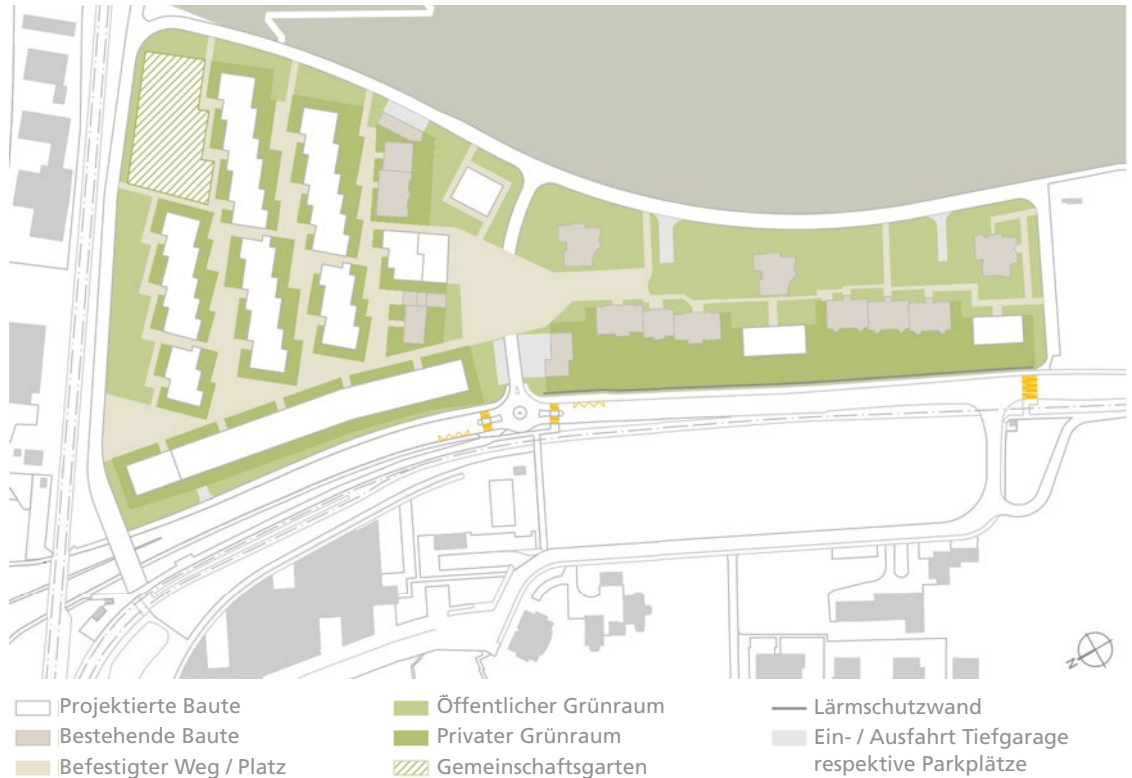 N
Projektierte Baute
Bestehende Baute
Befestigter Weg / Platz
Öffentlicher Grünraum
Privater Grünraum
Gemeinschaftsgarten
Lärmschutzwand
Ein- / Ausfahrt Tiefgarage
respektive Parkplätze